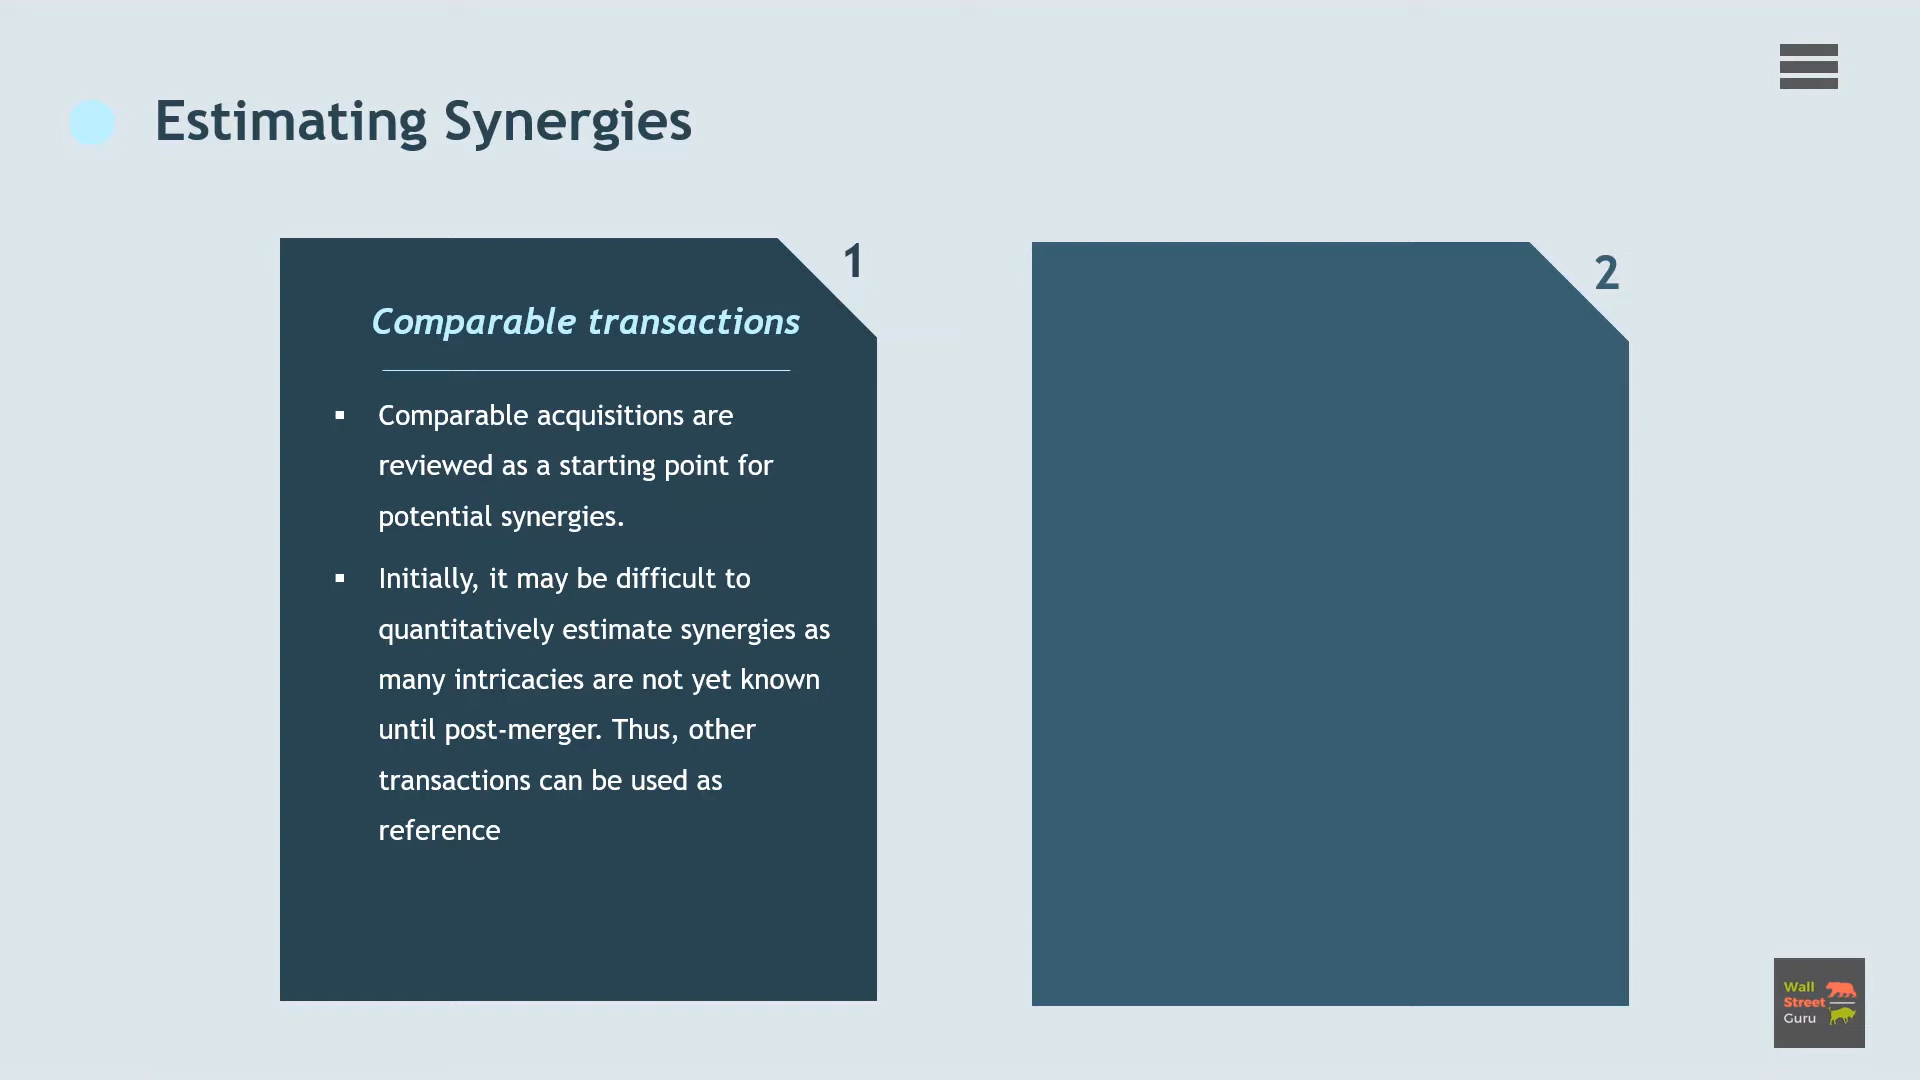 Estimating Synergies
1
Comparable transactions
▪ Comparable acquisitions are
reviewed as a starting point for
potential synergies.
▪ Initially, it may be difficult to
quantitatively estimate synergies as
many intricacies are not yet known
until post-merger. Thus, other
transactions can be used as
reference
2
Wall
Street
Guru